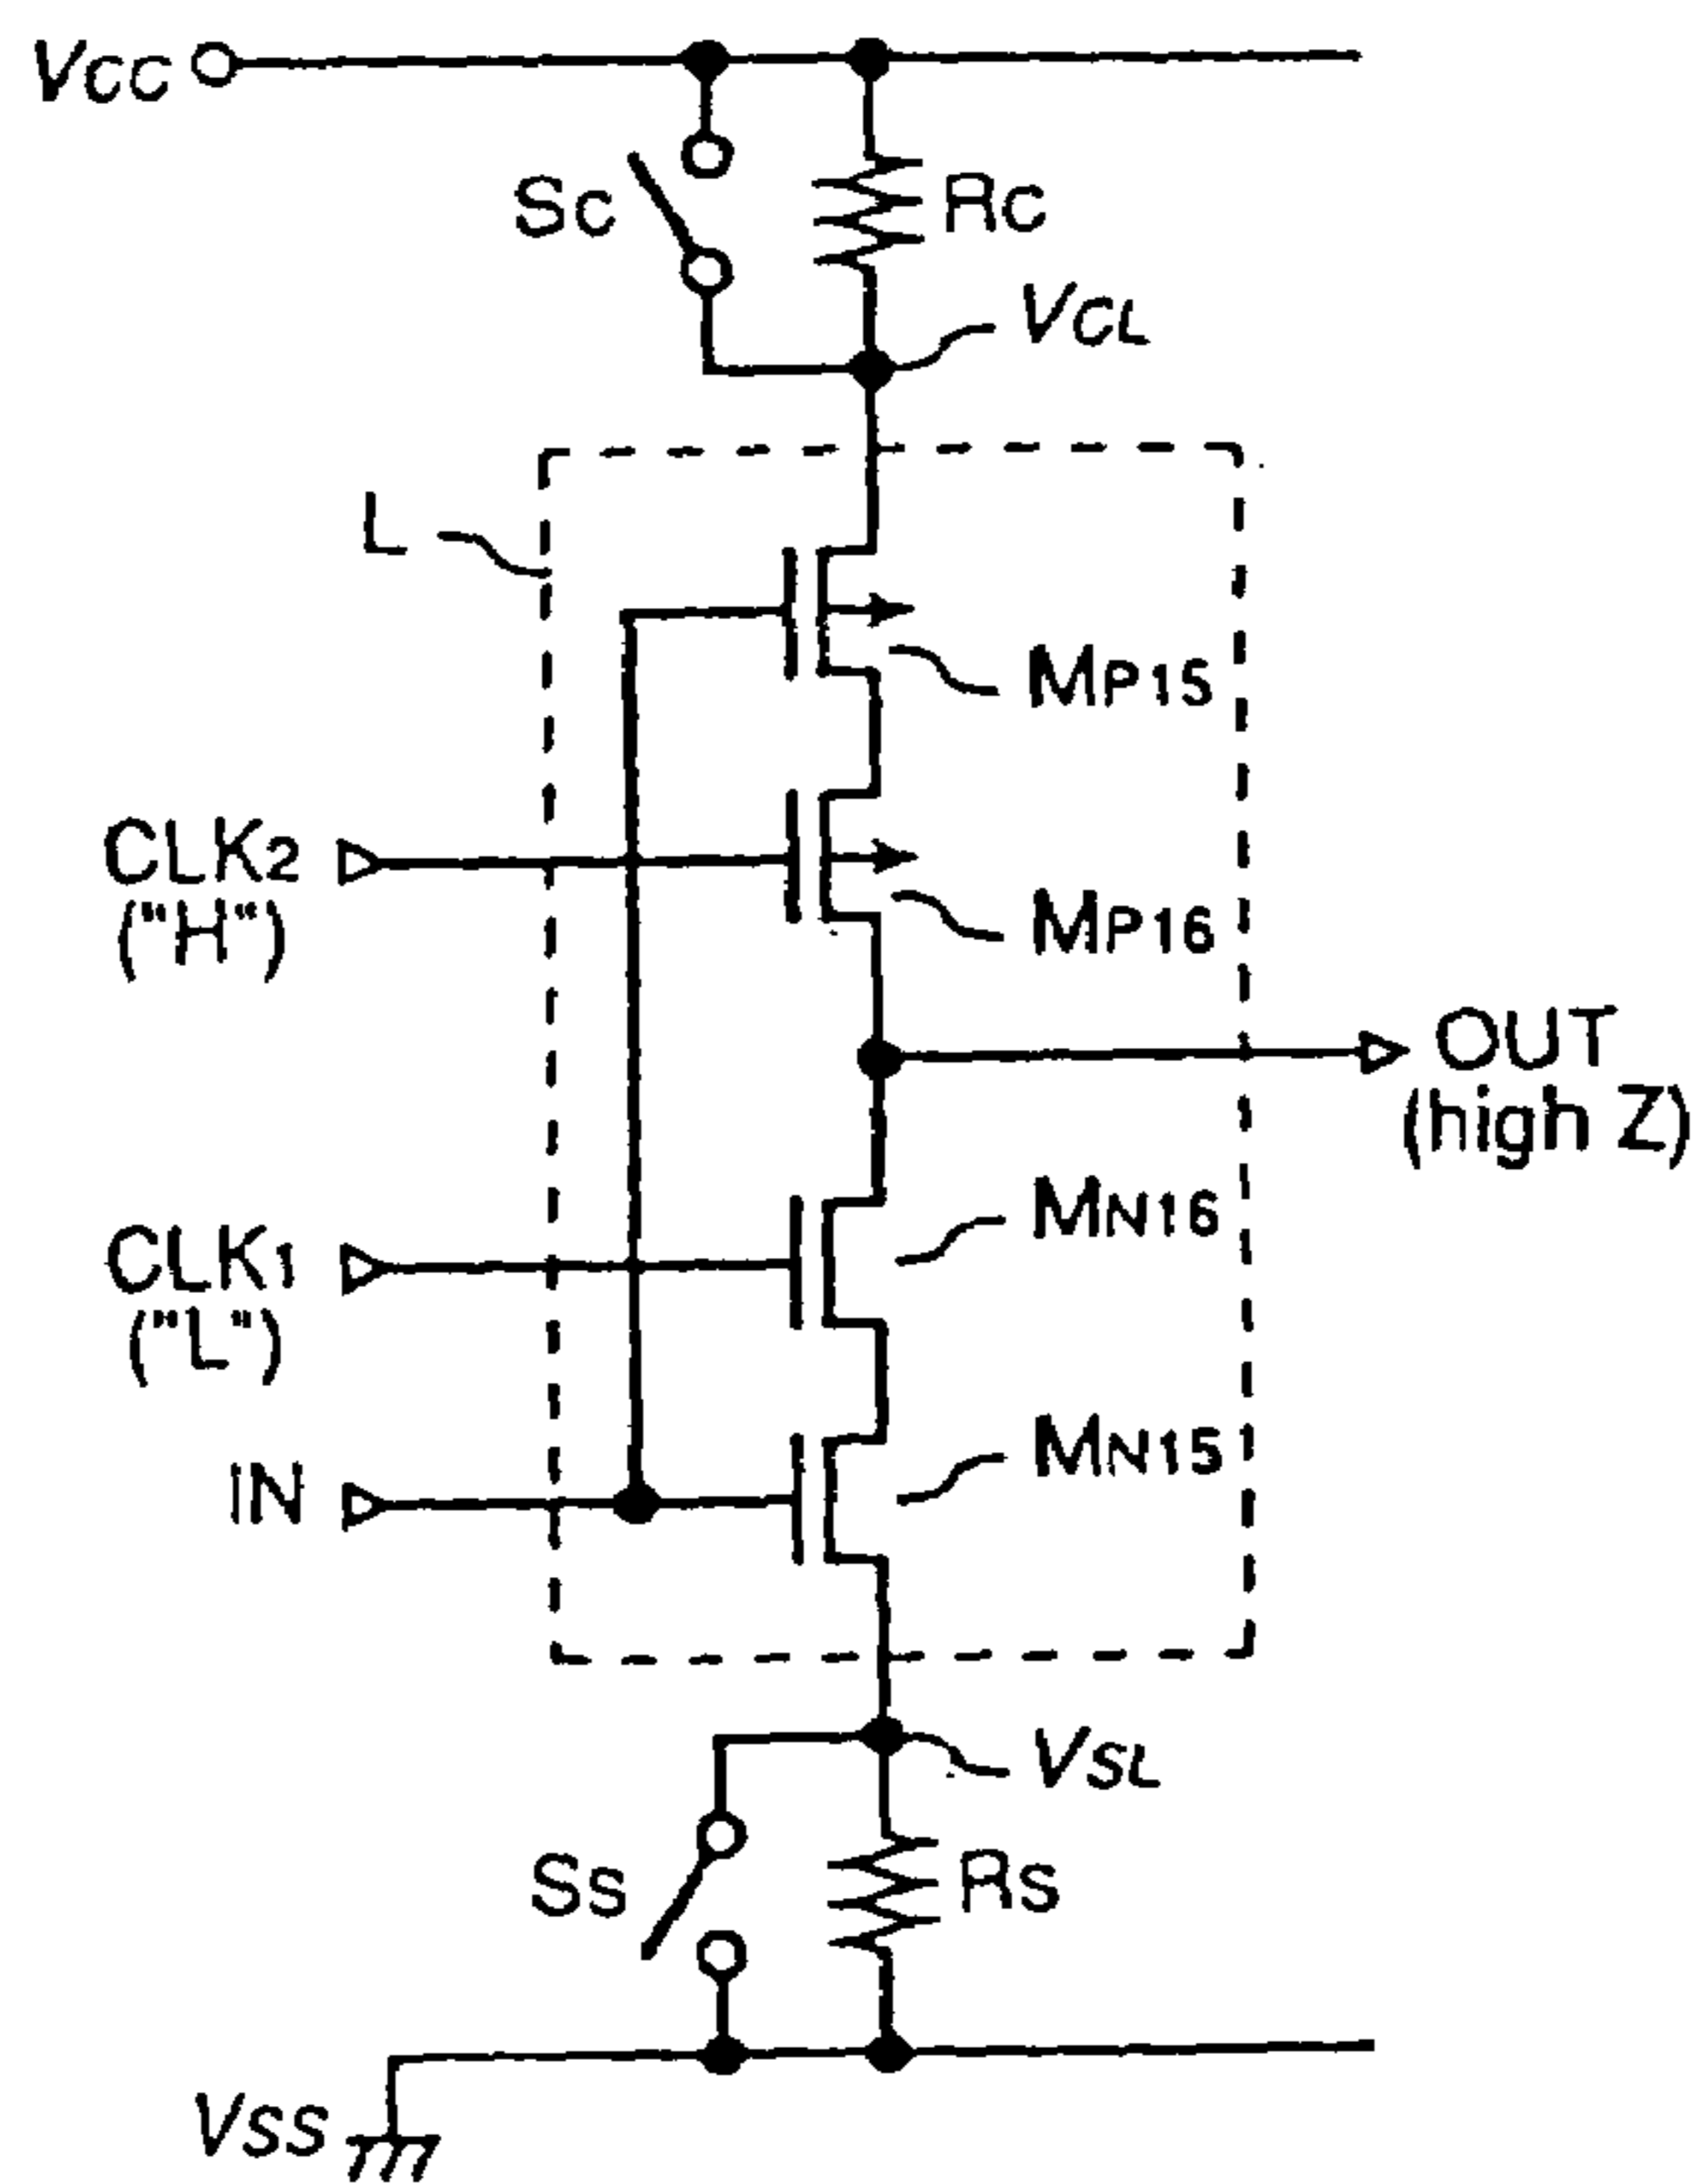 VCC
SC
RC
VCL
L
MP15
CLK2
("H")
MP16
OUT
(high Z)
MN16
CLK1
("L")
MN15
IN
VSL
SS
RS
VSS